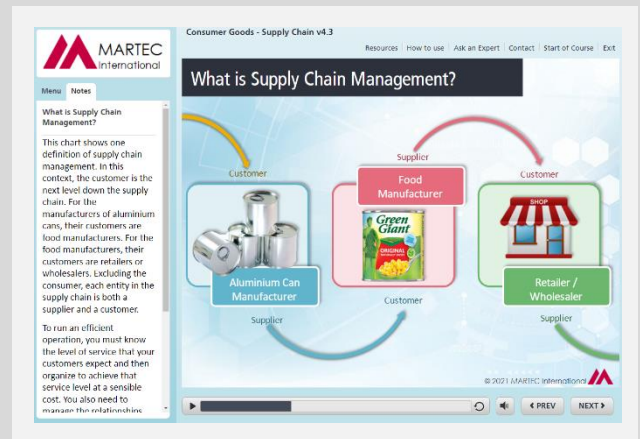 MARTEC
International
Consumer Goods - Supply Chain v4.3
Resources How to use Ask an Expert Contact Start of Course Exit
Menu Notes
What is Supply Chain
Management?
This chart shows one
definition of supply chain
management. In this
context, the customer is the
next level down the supply
chain. For the
manufacturers of aluminium
cans, their customers are
food manufacturers. For the
food manufacturers, their
customers are retailers or
wholesalers. Excluding the
consumer, each entity in the
supply chain is both a
supplier and a customer.
To run an efficient
operation, you must know
the level of service that your
customers expect and then
organize to achieve that
service level at a sensible
cost. You also need to
manage the relationships
What is Supply Chain Management?
Customer
Aluminium Can
Manufacturer
Supplier
Supplier
Food
Manufacturer
Green
Giant
ORIGINAL
Customer
Customer
SHOP
Retailer /
Wholesaler
Supplier
© 2021 MARTEC International
PREV
NEXT